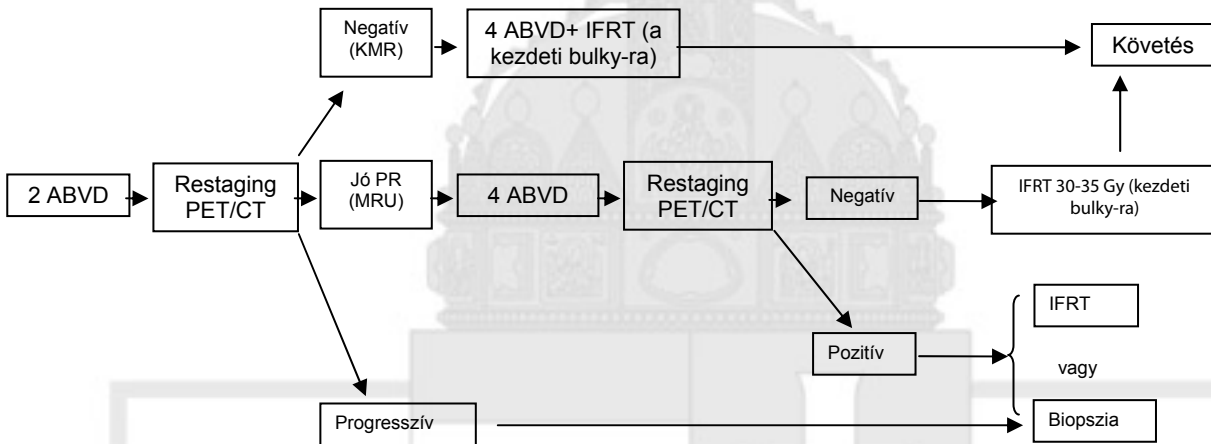 Negatív
(KMR)
4 ABVD+ IFRT (a
kezdeti bulky-ra)
Követés
2 ABVD
Restaging
PET/CT
Jó PR
(MRU)
4 ABVD
Restaging
PET/CT
Negatív
IFRT 30-35 Gy (kezdeti
bulky-ra)
IFRT
Pozitív
vagy
Progresszív
Biopszia